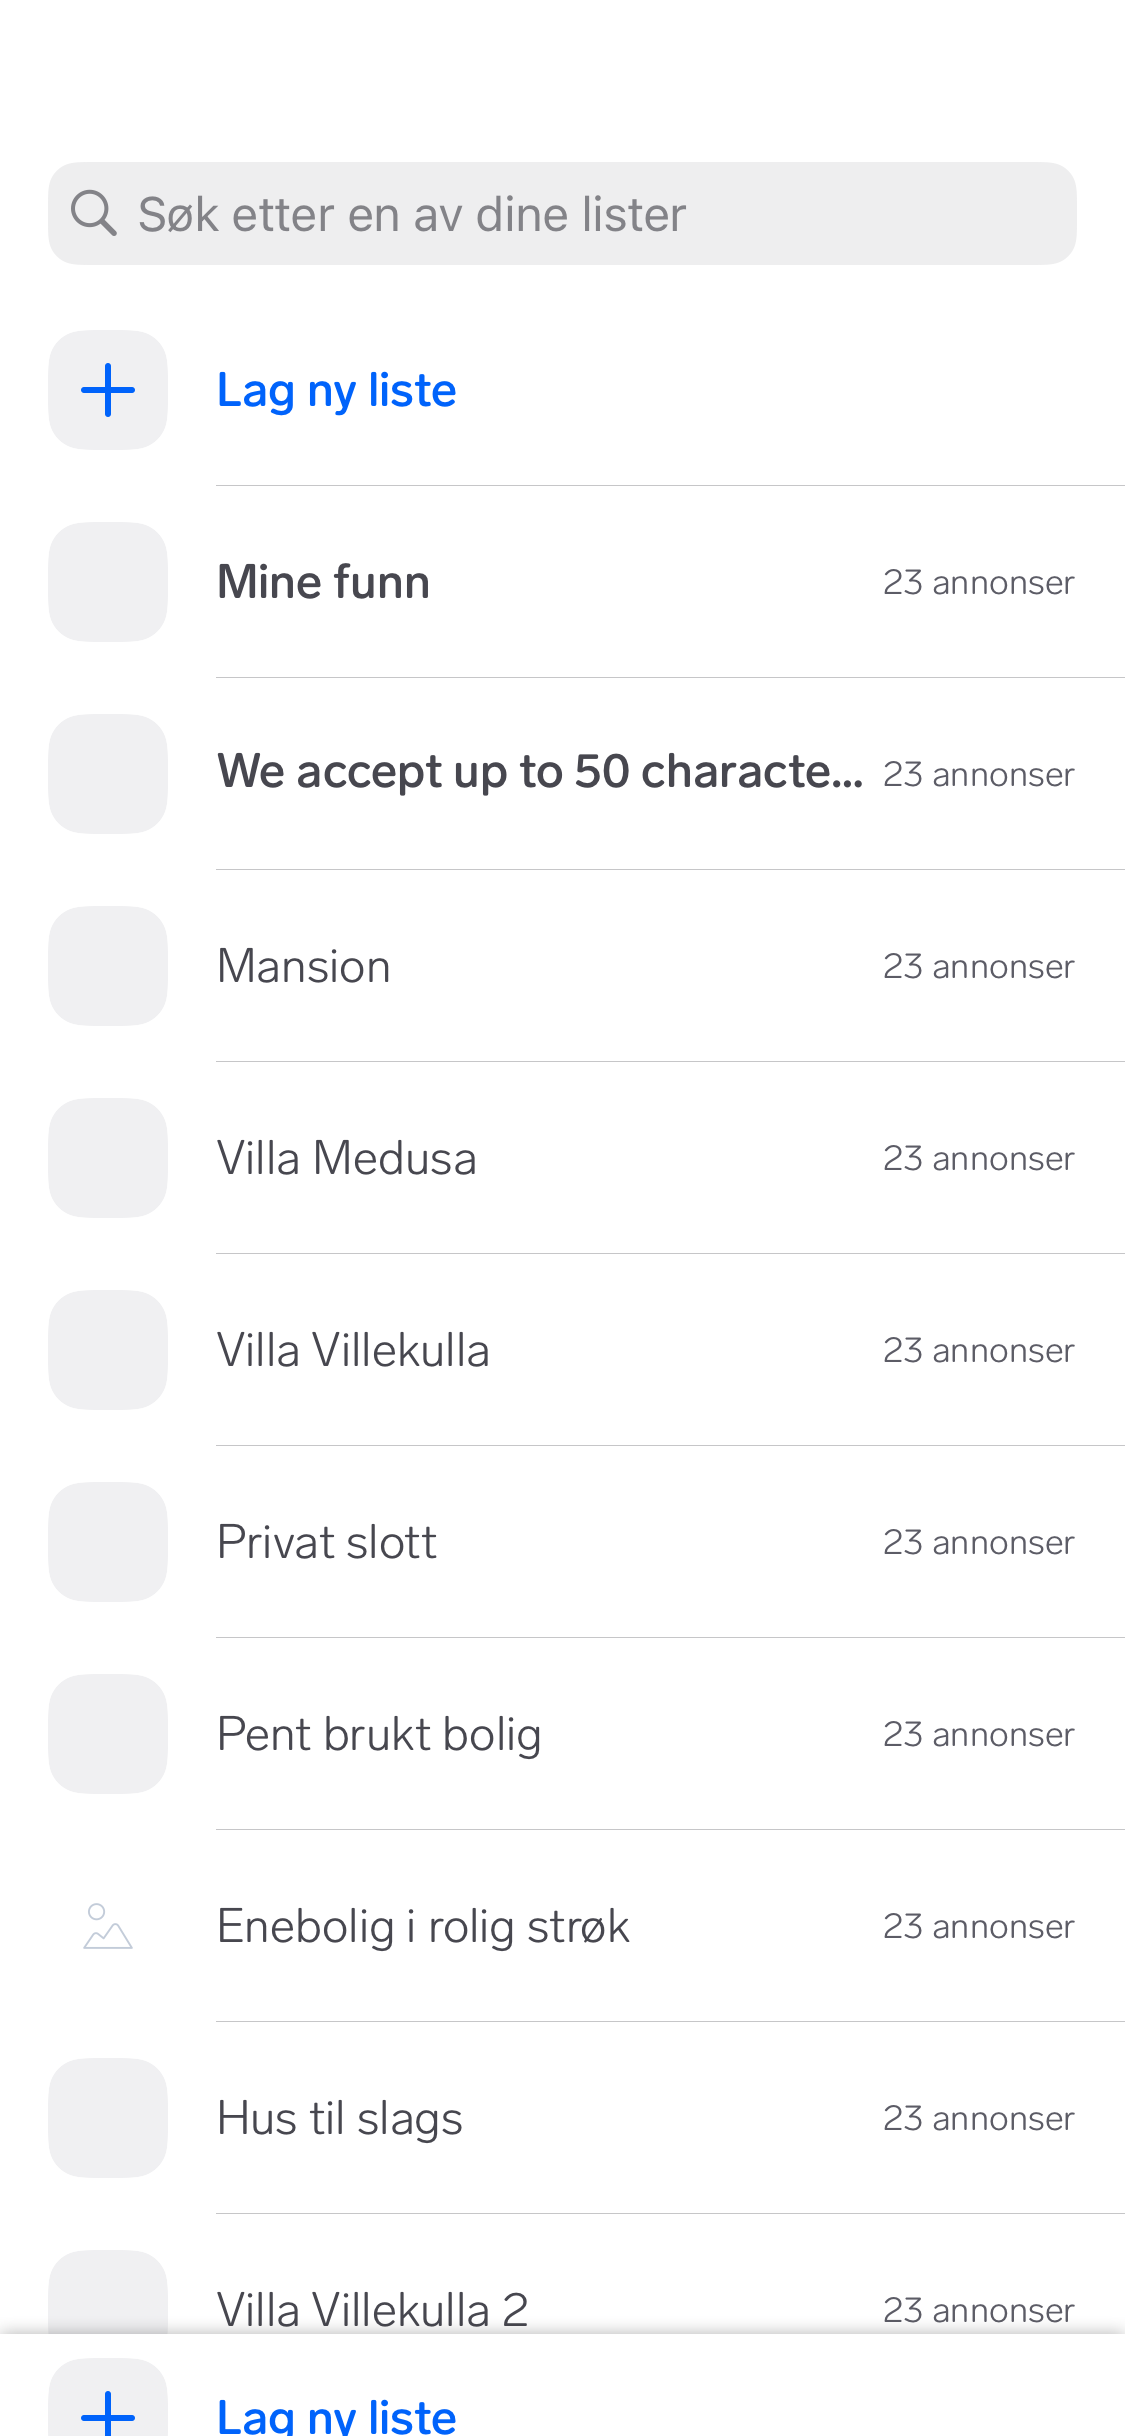 Søk etter en av dine lister
Lag ny liste
Mine funn 23 annonser
We accept up to 50 characte... 23 annonser
Mansion 23 annonser
Villa Medusa 23 annonser
Villa Villekulla 23 annonser
Privat slott 23 annonser
Pent brukt bolig 23 annonser
Enebolig i rolig strøk 23 annonser
Hus til slags 23 annonser
Villa Villekulla 2 23 annonser
Lag ny liste